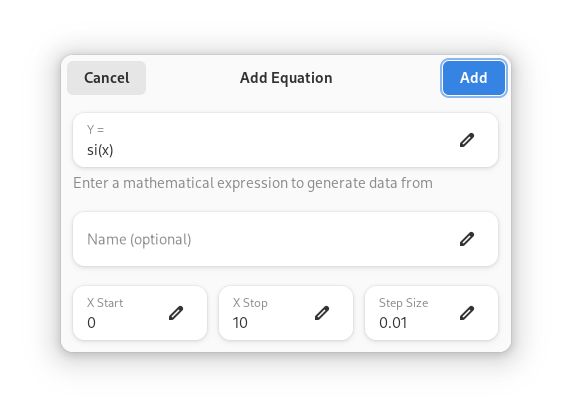 Cancel Add Equation Add
Y =
si(x)
Enter a mathematical expression to generate data from
Name (optional)
X Start X Stop Step Size
0 10 0.01